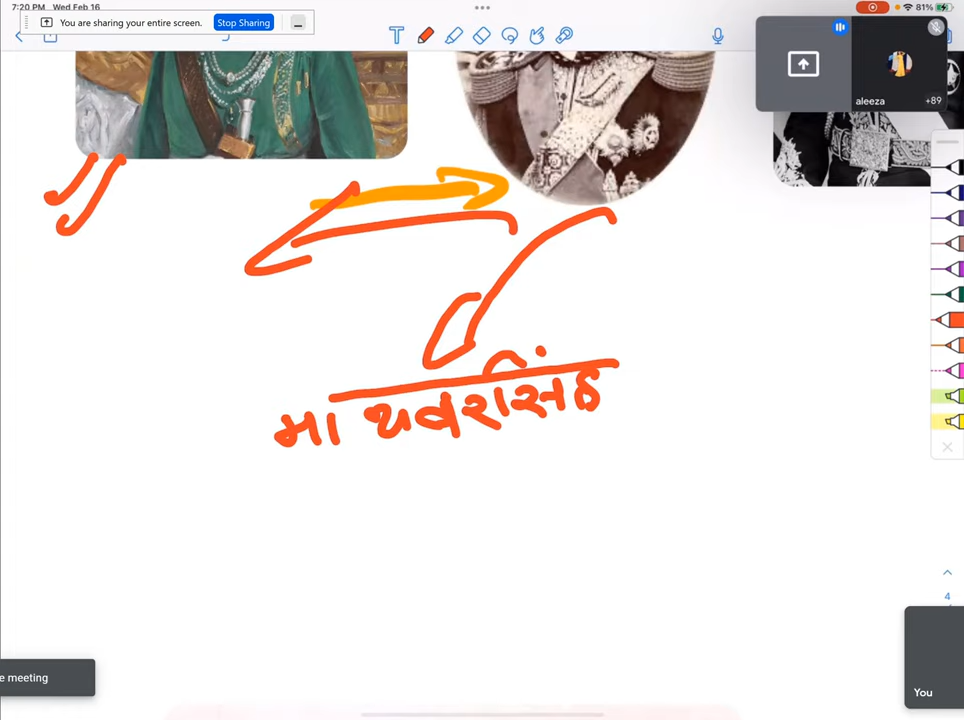 7:20 PM Wed Feb 16
81%
You are sharing your entire screen.
Stop Sharing
T
aleeza
+89
માધવરાસિંહ
4
e meeting
You